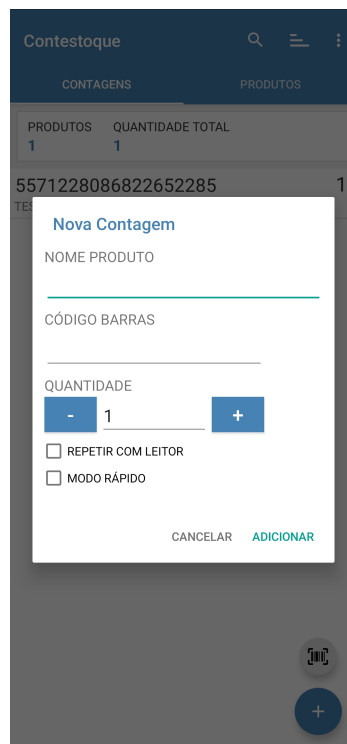 Contestoque
CONTAGENS PRODUTOS
PRODUTOS QUANTIDADE TOTAL
1 1
5571228086822652285 1
TES
Nova Contagem
NOME PRODUTO
CÓDIGO BARRAS
QUANTIDADE
- 1 +
REPETIR COM LEITOR
MODO RÁPIDO
CANCELAR ADICIONAR
+